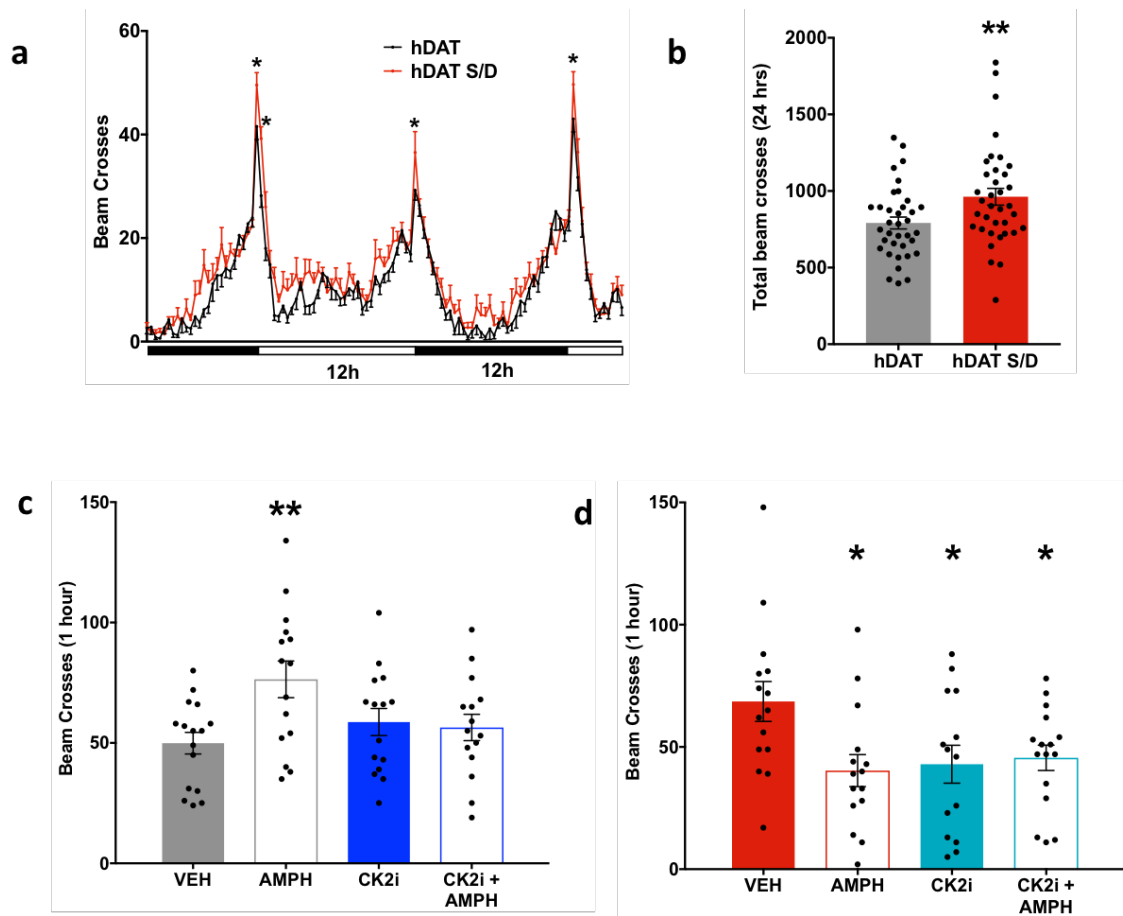 a
Beam Crosses
60
40
20
0
hDAT
hDAT S/D
*
*
*
*
12h 12h
b
Total beam crosses (24 hrs)
2000
1500
1000
500
0
**
hDAT hDAT S/D
c
Beam Crosses (1 hour)
150
100
50
0
**
VEH AMPH CK2i CK2i +
AMPH
d
Beam Crosses (1 hour)
150
100
50
0
* * *
VEH AMPH CK2i CK2i +
AMPH